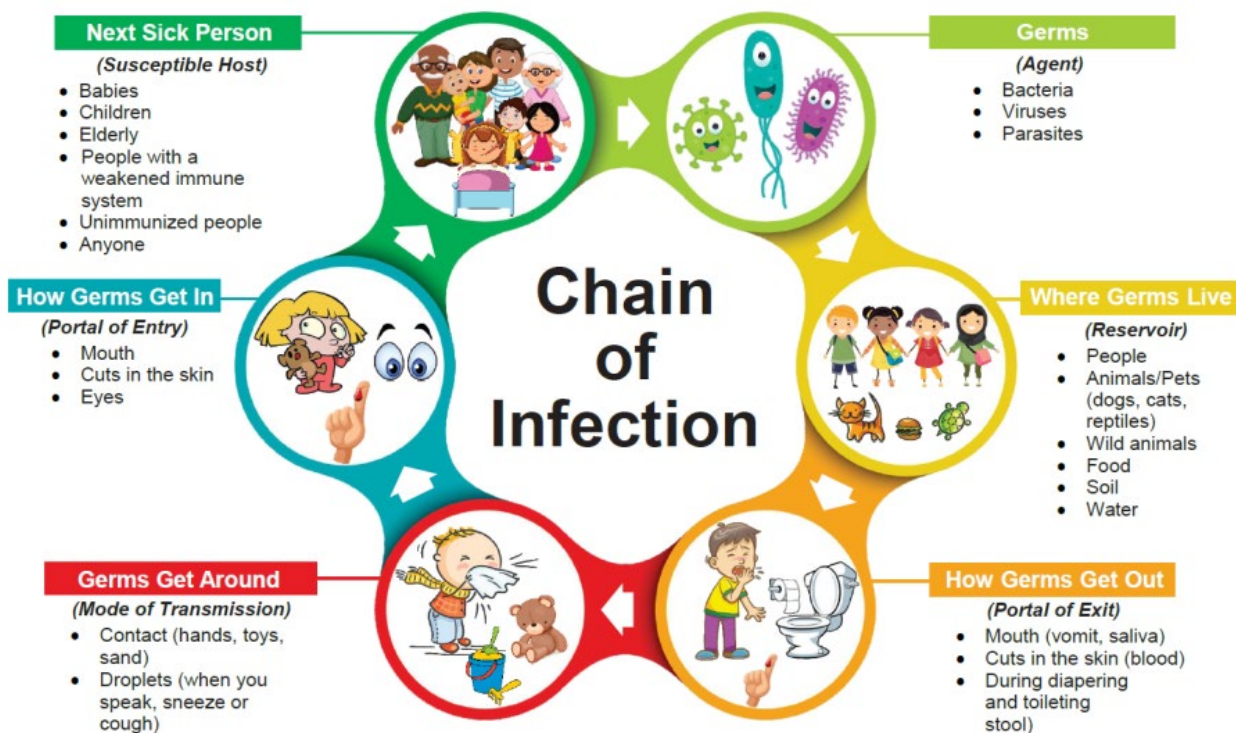 Next Sick Person
(Susceptible Host)
• Babies
• Children
• Elderly
• People with a
weakened immune
system
• Unimmunized people
• Anyone
Germs
(Agent)
• Bacteria
• Viruses
• Parasites
How Germs Get In
(Portal of Entry)
• Mouth
• Cuts in the skin
• Eyes
Chain
of
Infection
Where Germs Live
(Reservoir)
• People
• Animals/Pets
(dogs, cats,
reptiles)
• Wild animals
• Food
• Soil
• Water
Germs Get Around
(Mode of Transmission)
• Contact (hands, toys,
sand)
• Droplets (when you
speak, sneeze or
cough)
How Germs Get Out
(Portal of Exit)
• Mouth (vomit, saliva)
• Cuts in the skin (blood)
• During diapering
and toileting
stool)